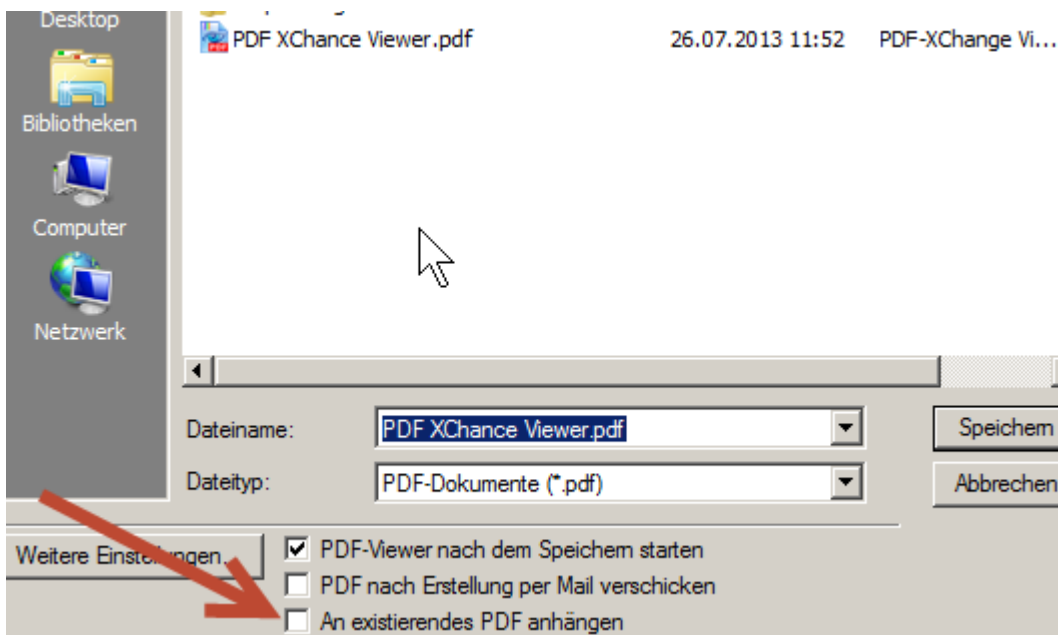 Desktop
PDF XChance Viewer.pdf 26.07.2013 11:52 PDF-XChange Vi...
Bibliotheken
Computer
Netzwerk
Dateiname: PDF XChance Viewer.pdf Speichern
Dateityp: PDF-Dokumente (*.pdf) Abbrechen
Weitere Einstellungen... PDF-Viewer nach dem Speichern starten
PDF nach Erstellung per Mail verschicken
An existierendes PDF anhängen